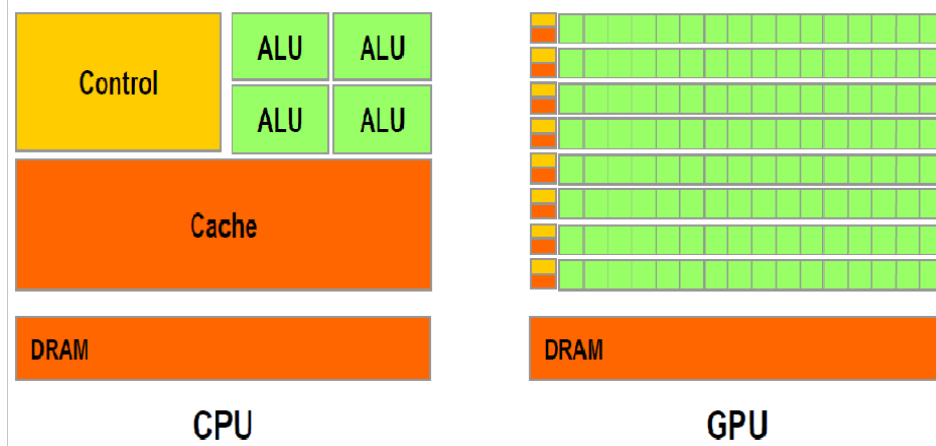 Control
ALU
ALU
ALU
ALU
Cache
DRAM
CPU
DRAM
GPU